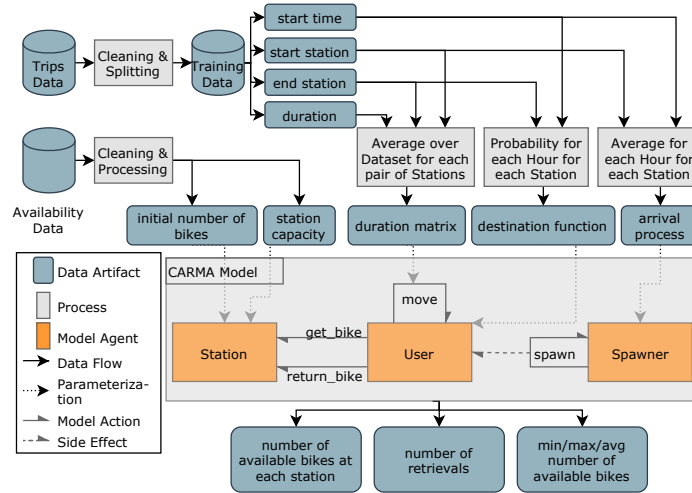 start time
start station
end station
duration
Trips
Data
Cleaning &
Splitting
Training
Data
Average over
Dataset for each
pair of Stations
Probability for
each Hour for
each Station
Average for
each Hour for
each Station
Cleaning &
Processing
Availability
Data
initial number of
bikes
station
capacity
duration matrix
destination function
arrival
process
Data Artifact
Process
Model Agent
Data Flow
Parameteriza-
tion
Model Action
Side Effect
CARMA Model
move
Station
get_bike
return_bike
User
spawn
Spawner
number of
available bikes at
each station
number of
retrievals
min/max/avg
number of
available bikes